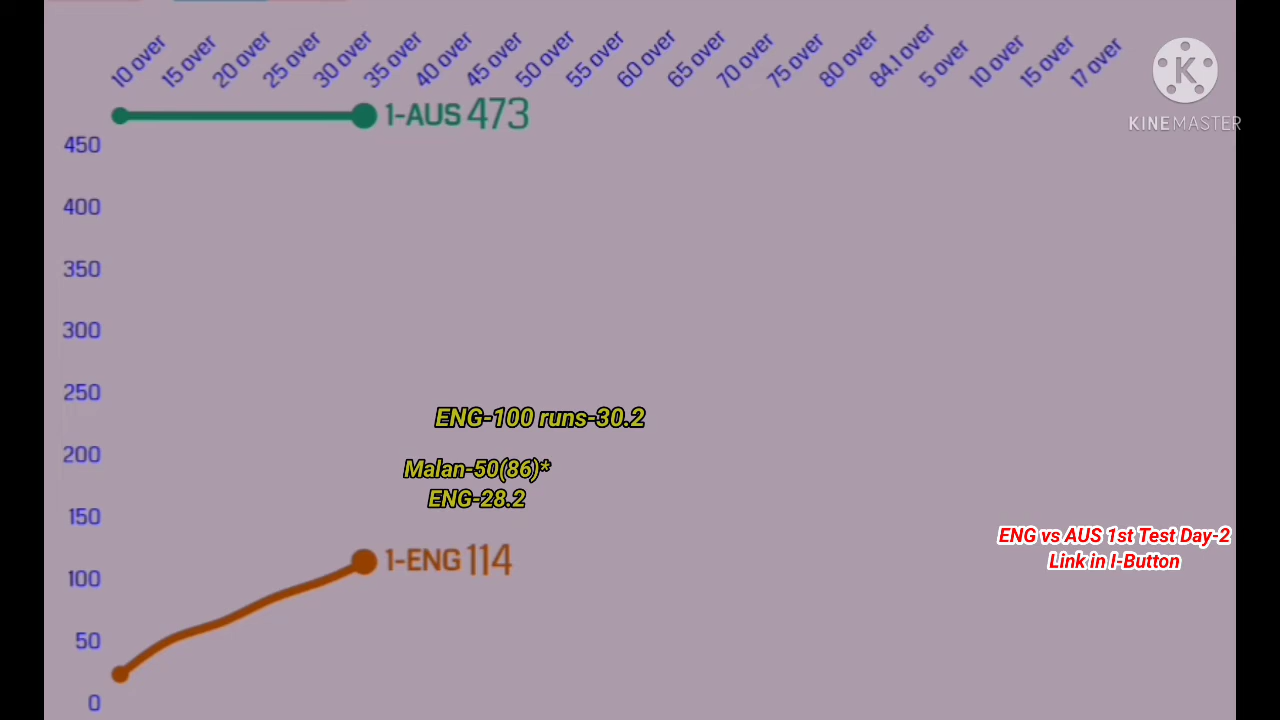 10 over 15 over 20 over 25 over 30 over 35 over 40 over 45 over 50 over 55 over 60 over 65 over 70 over 75 over 80 over 84.1 over 5 over 10 over 15 over 17 over
K
KINEMASTER
1-AUS 473
450
400
350
300
250
ENG-100 runs-30.2
200
Malan-50(86)*
ENG-28.2
150
ENG vs AUS 1st Test Day-2
Link in I-Button
1-ENG 114
100
50
0